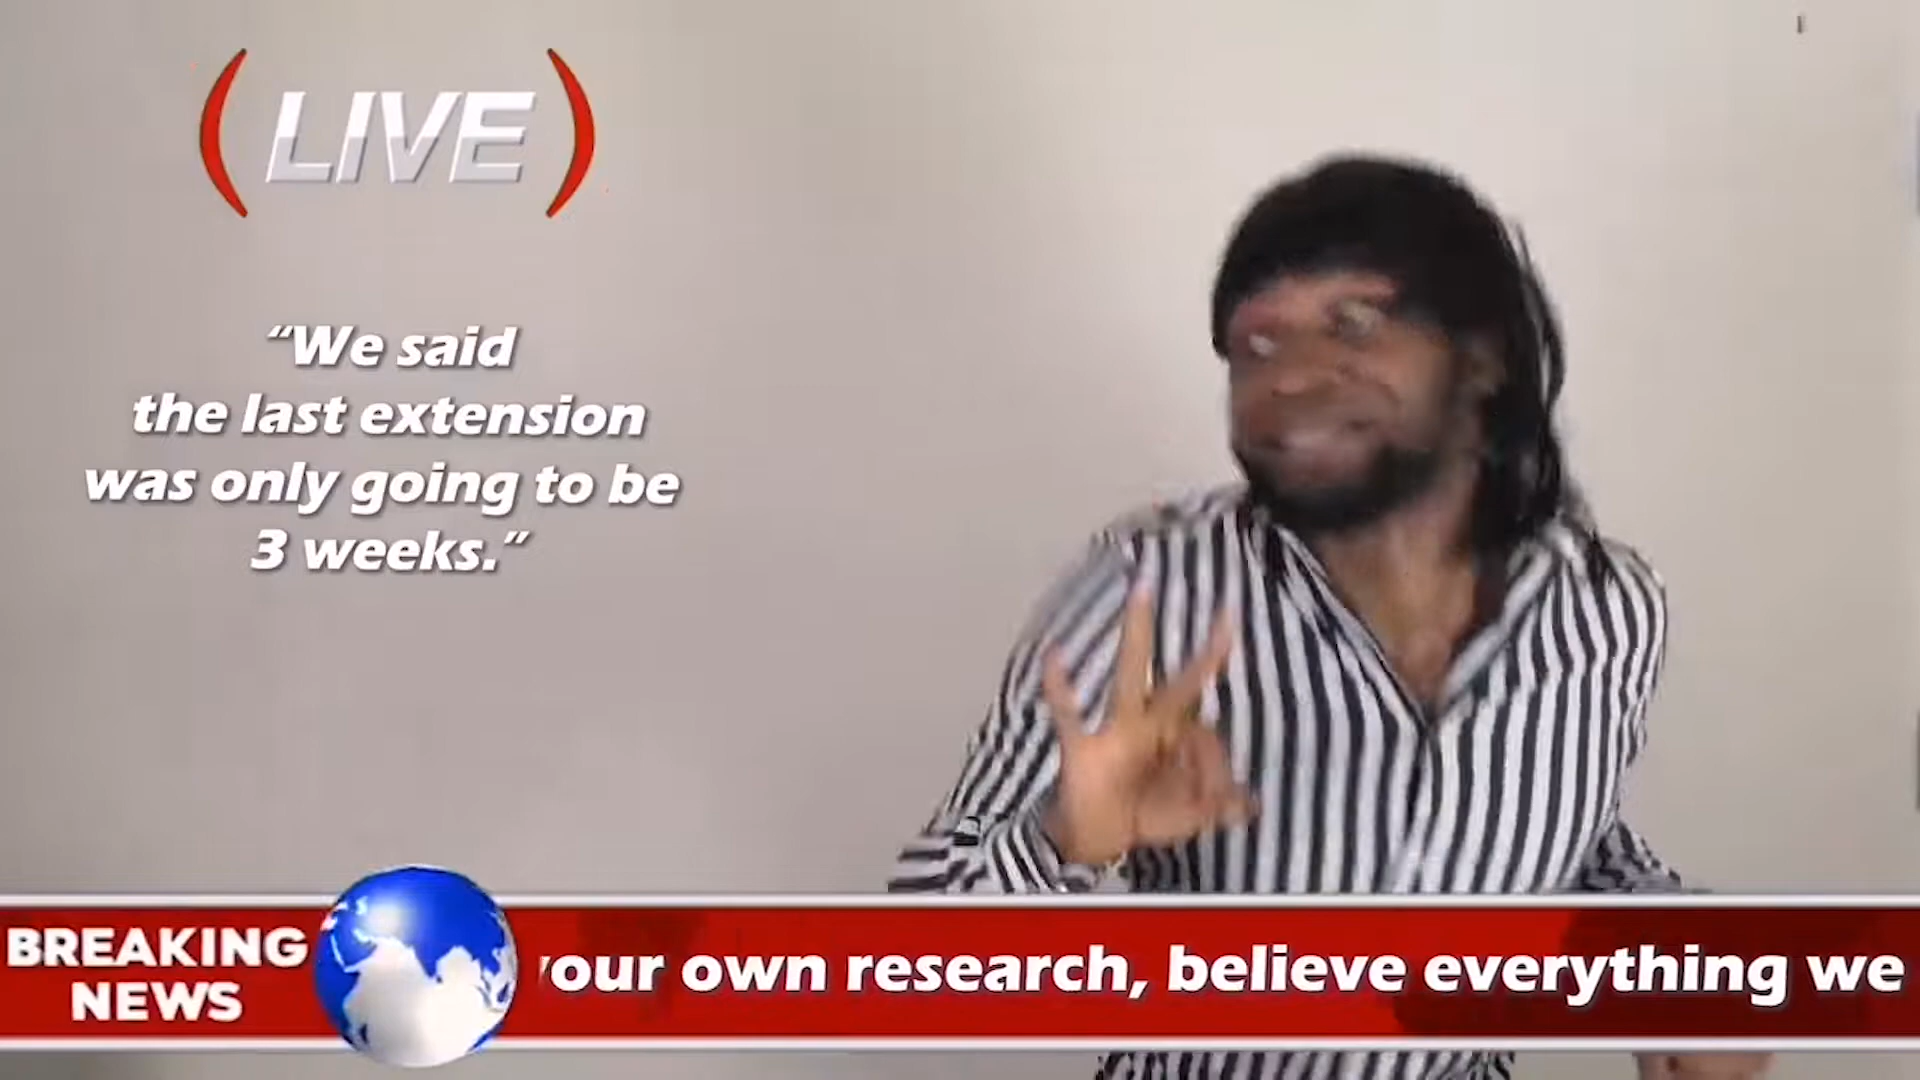 LIVE
“We said
the last extension
was only going to be
3 weeks.”
BREAKING
NEWS
own research, believe everything we